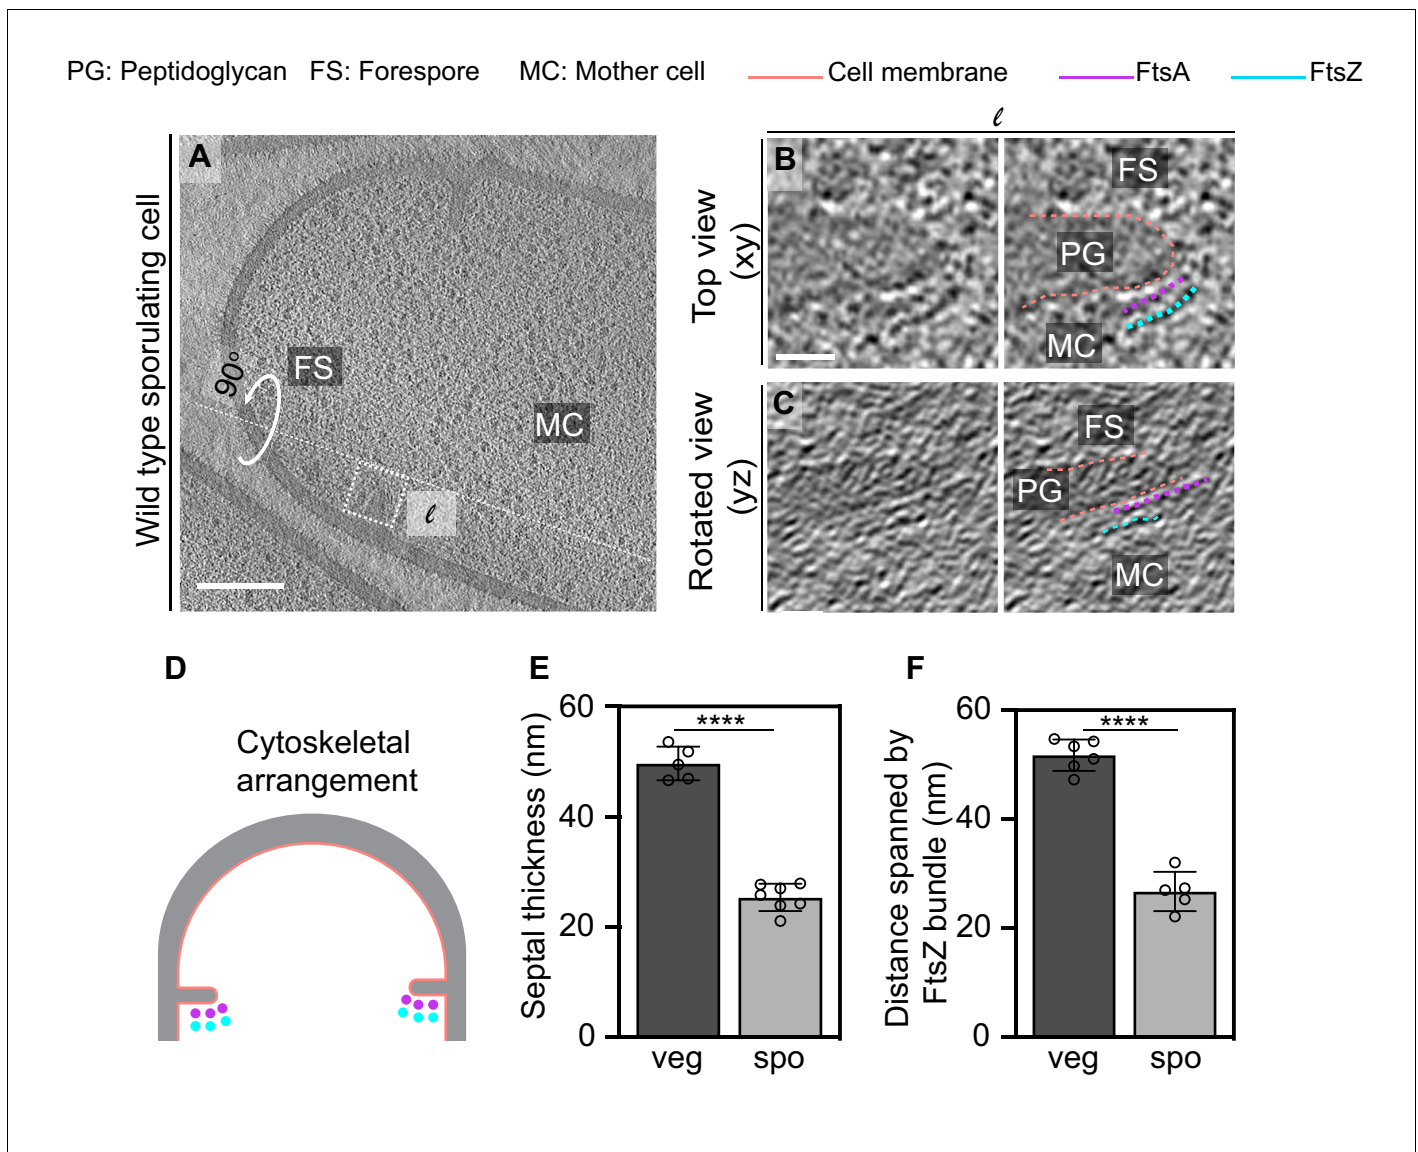 PG: Peptidoglycan FS: Forespore MC: Mother cell Cell membrane FtsA FtsZ
Wild type sporulating cell
A
90°
FS
MC
ℓ
ℓ
Top view
(xy)
B
FS
PG
MC
Rotated view
(yz)
C
FS
PG
MC
D
Cytoskeletal
arrangement
E
Septal thickness (nm)
60
40
20
0
****
veg spo
F
Distance spanned by
FtsZ bundle (nm)
60
40
20
0
****
veg spo